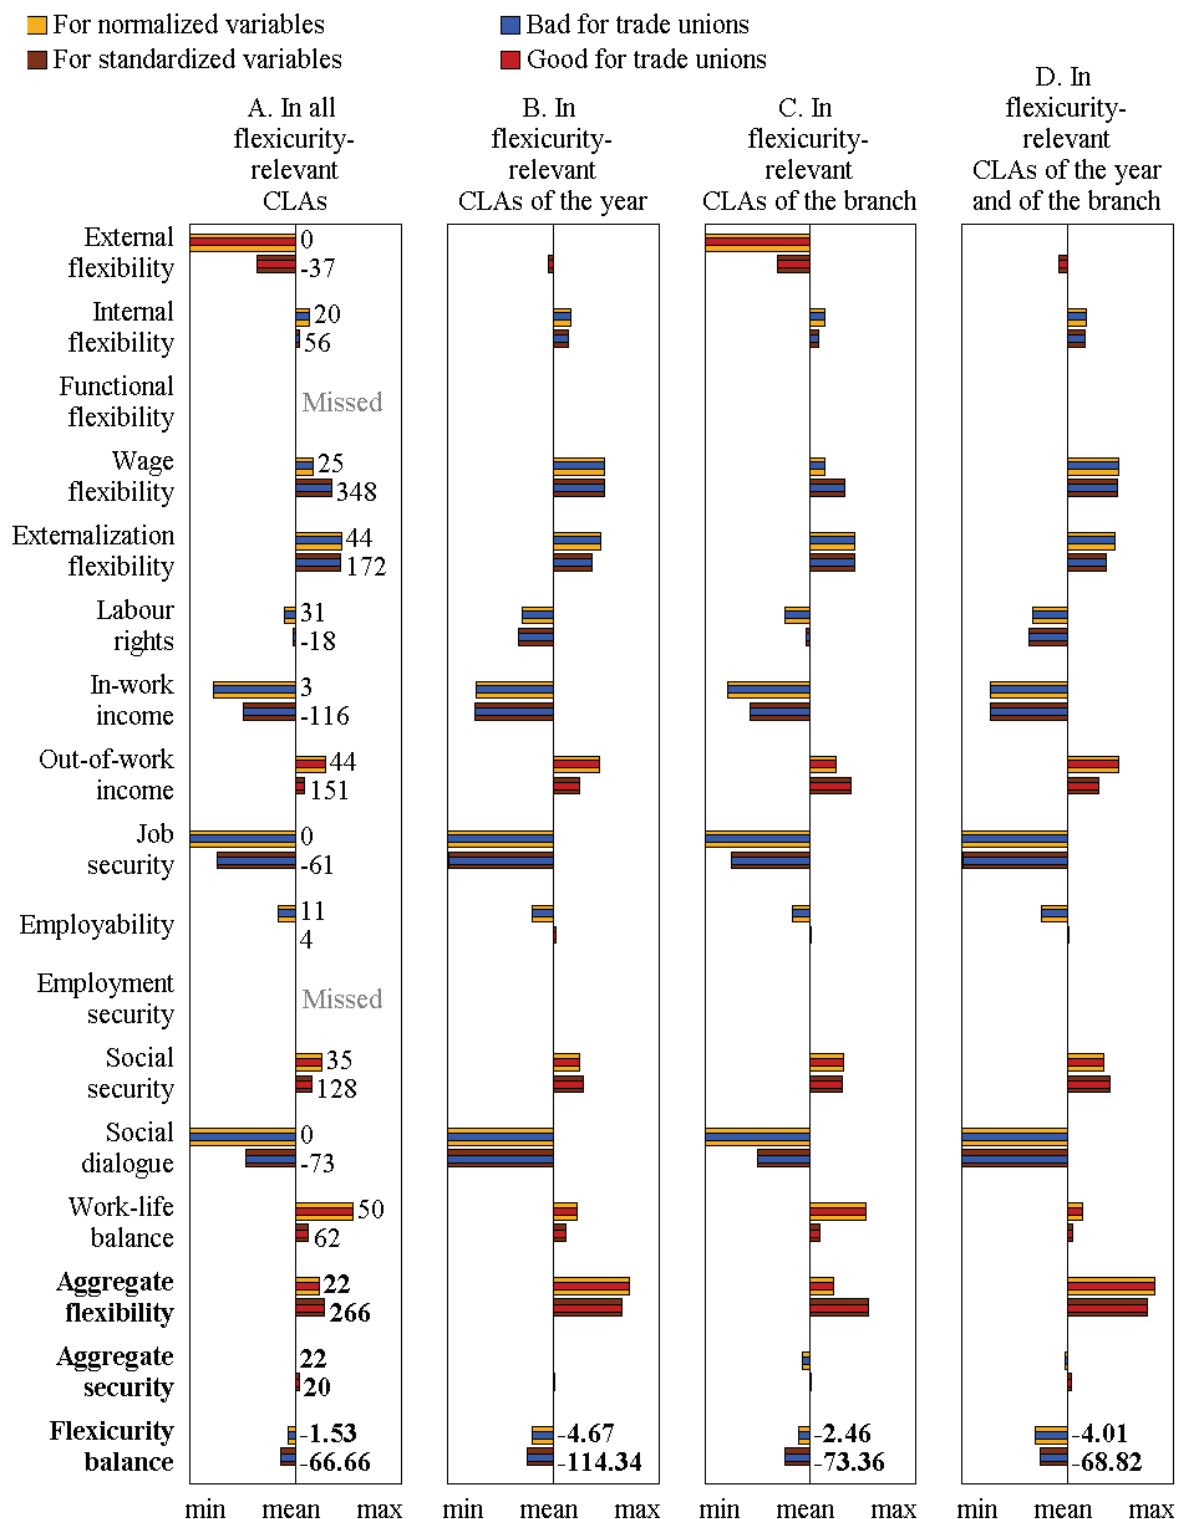 For normalized variables
For standardized variables
Bad for trade unions
Good for trade unions
A. In all
flexicurity-
relevant
CLAs
B. In
flexicurity-
relevant
CLAs of the year
C. In
flexicurity-
relevant
CLAs of the branch
D. In
flexicurity-
relevant
CLAs of the year
and of the branch
External
flexibility
0
-37
Internal
flexibility
20
56
Functional
flexibility
Missed
Wage
flexibility
25
348
Externalization
flexibility
44
172
Labour
rights
31
-18
In-work
income
3
-116
Out-of-work
income
44
151
Job
security
0
-61
Employability
11
4
Employment
security
Missed
Social
security
35
128
Social
dialogue
0
-73
Work-life
balance
50
62
Aggregate
flexibility
22
266
Aggregate
security
22
20
Flexicurity
balance
-1.53
-66.66
-4.67
-114.34
-2.46
-73.36
-4.01
-68.82
min mean max
min mean max
min mean max
min mean max